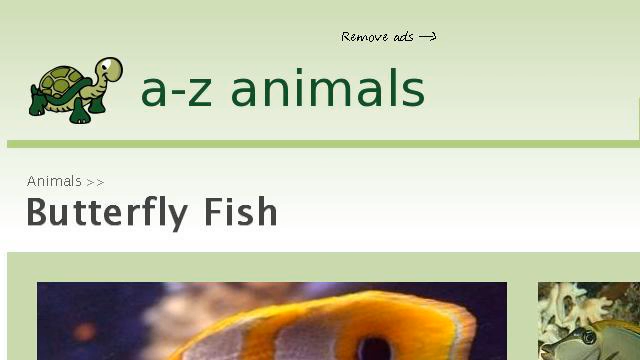 Remove ads →
a-z animals
Animals >>
Butterfly Fish